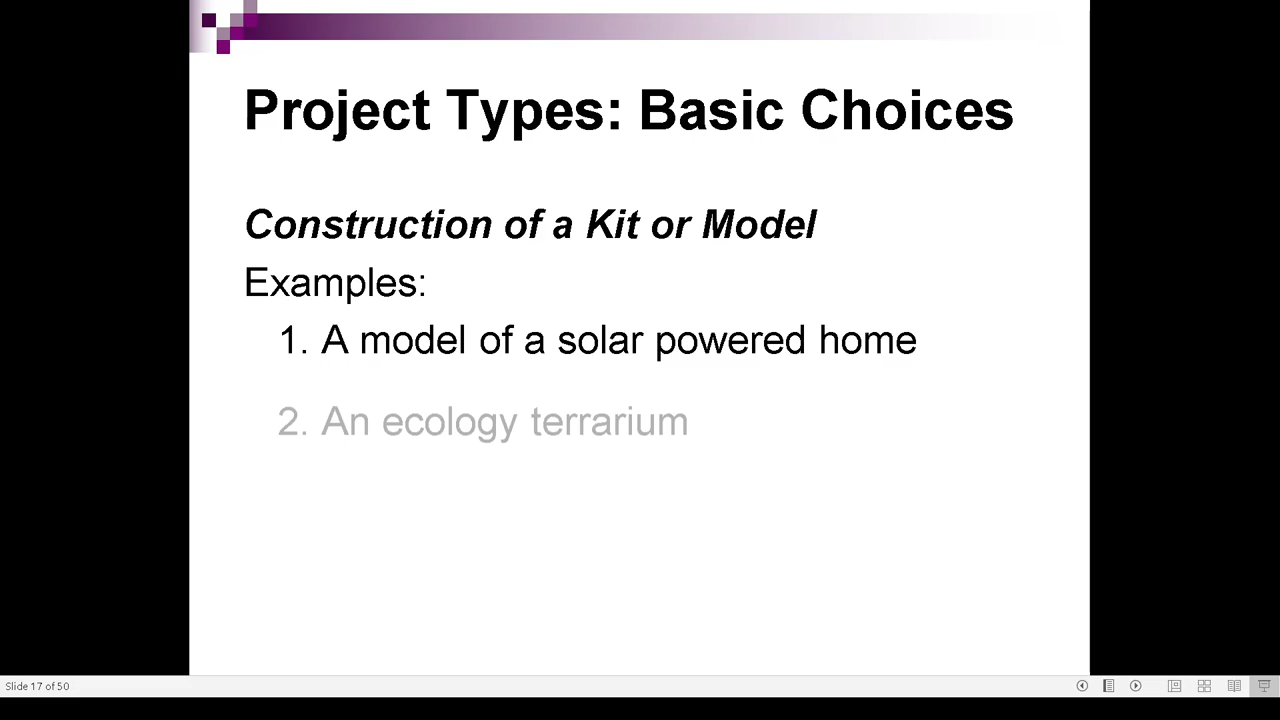 Project Types: Basic Choices
Construction of a Kit or Model
Examples:
1. A model of a solar powered home
2. An ecology terrarium
Slide 17 of 50